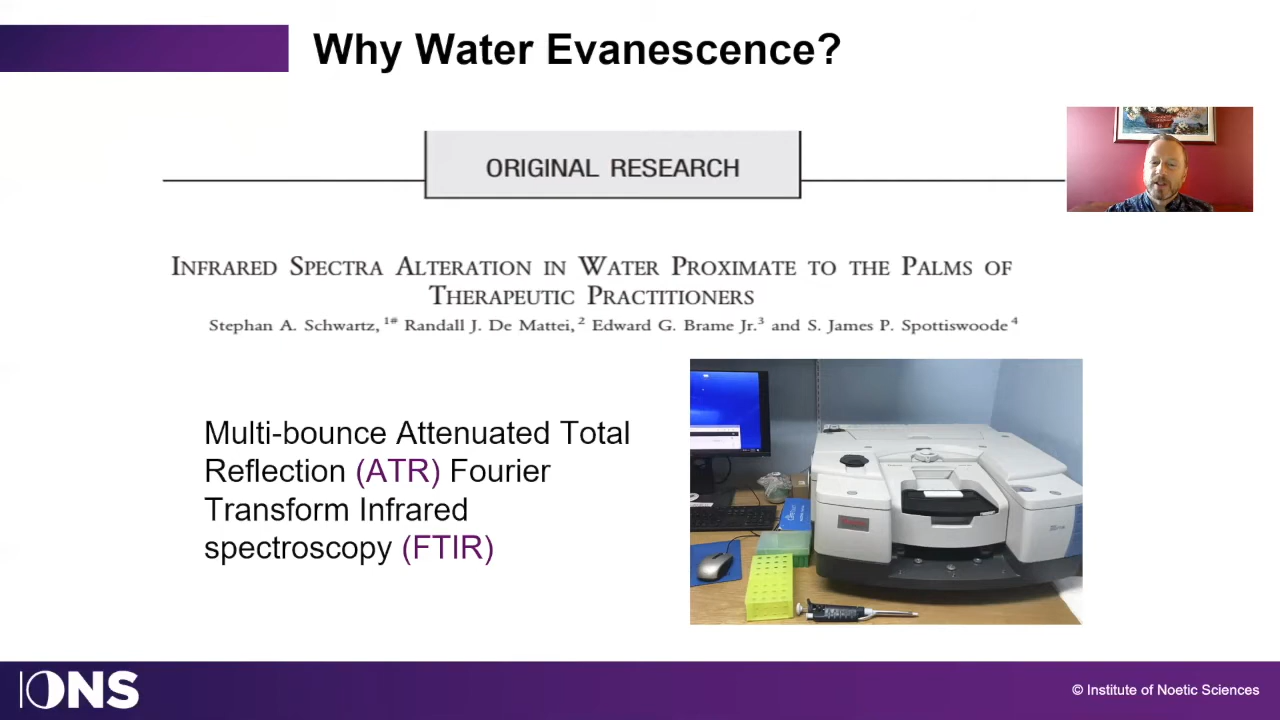 Why Water Evanescence?
ORIGINAL RESEARCH
INFRARED SPECTRA ALTERATION IN WATER PROXIMATE TO THE PALMS OF
THERAPEUTIC PRACTITIONERS
Stephan A. Schwartz,1# Randall J. De Mattei,2 Edward G. Brame Jr.3 and S. James P. Spottiswoode4
Multi-bounce Attenuated Total
Reflection (ATR) Fourier
Transform Infrared
spectroscopy (FTIR)
IONS
© Institute of Noetic Sciences